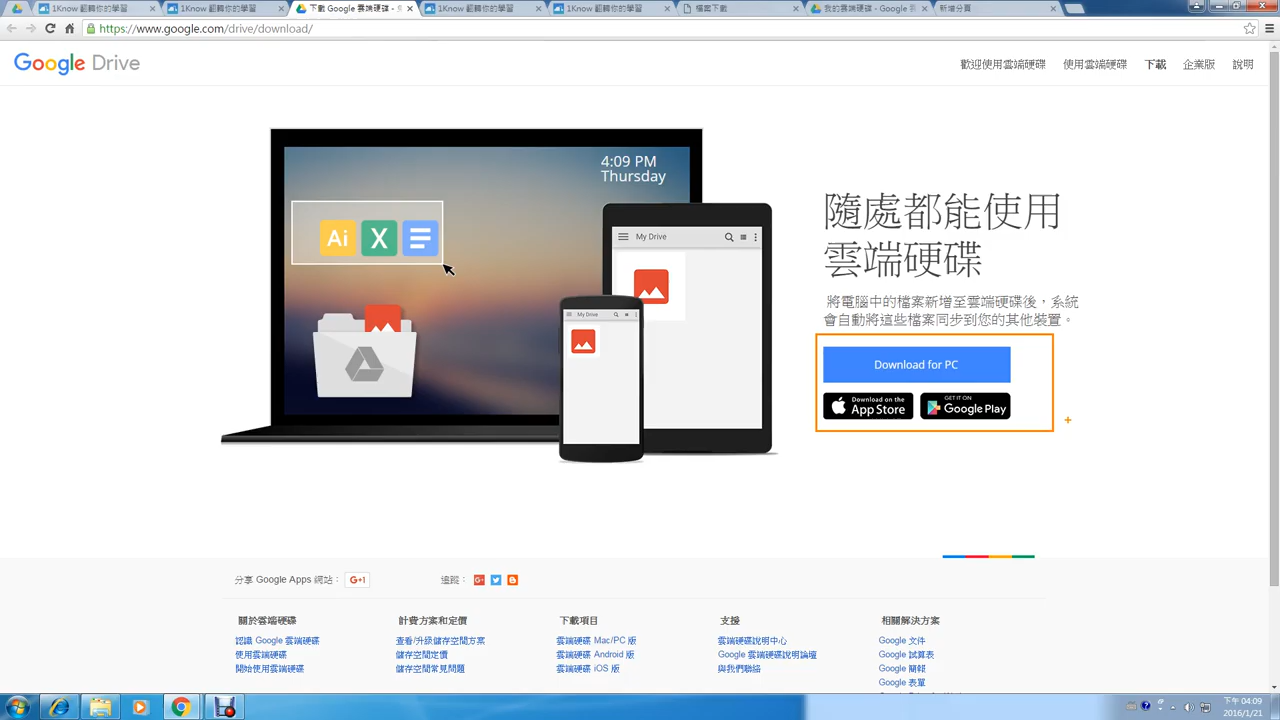 1Know 翻轉你的學習
1Know 翻轉你的學習
下載 Google 雲端硬碟 -
1Know 翻轉你的學習
1Know 翻轉你的學習
檔案下載
我的雲端硬碟 - Google
新增分頁
https://www.google.com/drive/download/
Google Drive
歡迎使用雲端硬碟 使用雲端硬碟 下載 企業版 說明
4:09 PM
Thursday
Ai X
My Drive
My Drive
隨處都能使用
雲端硬碟
將電腦中的檔案新增至雲端硬碟後，系統
會自動將這些檔案同步到您的其他裝置。
Download for PC
Download on the
App Store
GET IT ON
Google Play
分享 Google Apps 網站： G+1 追蹤： G+
關於雲端硬碟
認識 Google 雲端硬碟
使用雲端硬碟
開始使用雲端硬碟
計費方案和定價
查看/升級儲存空間方案
儲存空間定價
儲存空間常見問題
下載項目
雲端硬碟 Mac/PC 版
雲端硬碟 Android 版
雲端硬碟 iOS 版
支援
雲端硬碟說明中心
Google 雲端硬碟說明論壇
與我們聯絡
相關解決方案
Google 文件
Google 試算表
Google 簡報
Google 表單
下午 04:09
2016/1/21